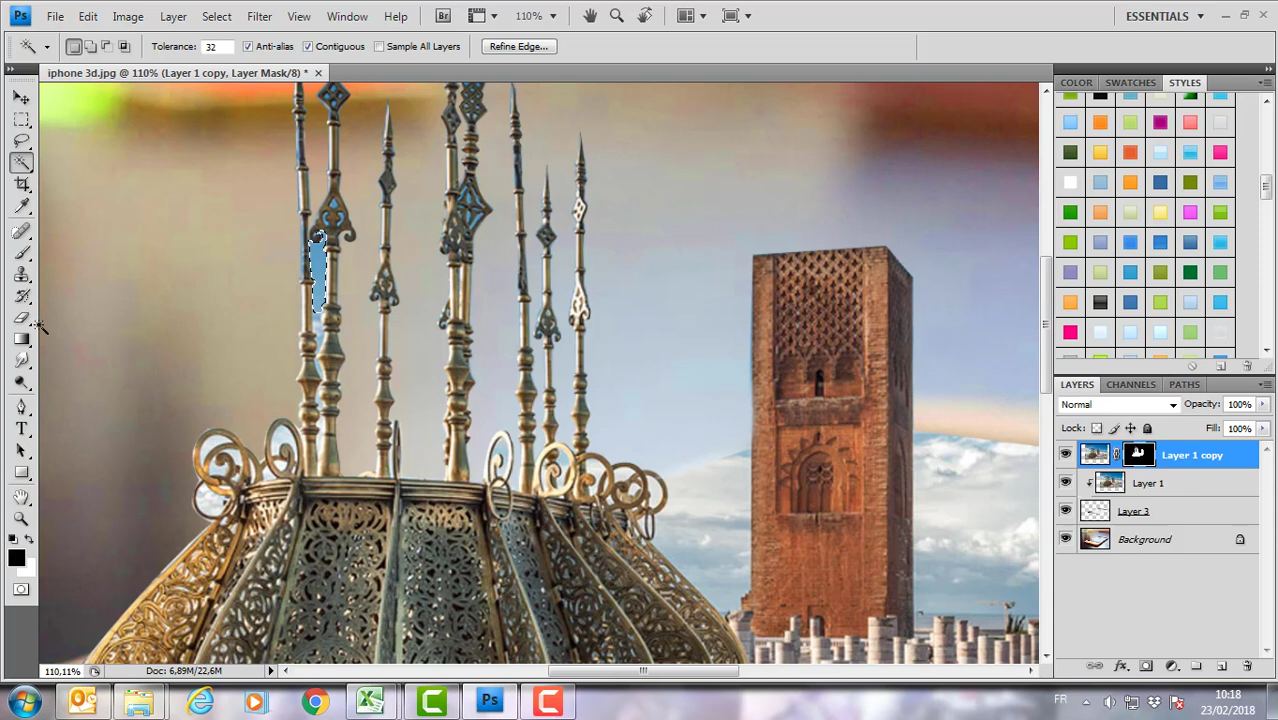 Ps File Edit Image Layer Select Filter View Window Help Br 110% ESSENTIALS
Tolerance: 32 Anti-alias Contiguous Sample All Layers Refine Edge...
iphone 3d.jpg @ 110% (Layer 1 copy, Layer Mask/8) *
COLOR SWATCHES STYLES
LAYERS CHANNELS PATHS
Normal Opacity: 100%
Lock: Fill: 100%
Layer 1 copy
Layer 1
Layer 3
Background
T
110,11% Doc: 6,89M/22,6M
Ps
FR 10:18
23/02/2018